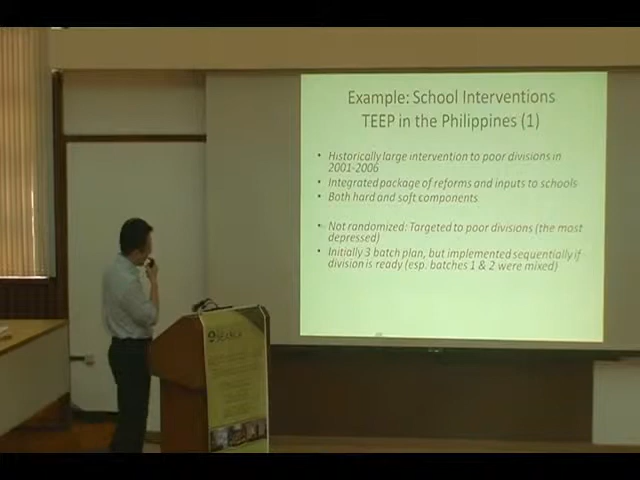 Example: School Interventions
TEEP in the Philippines (1)
• Historically large intervention to poor divisions in
2001-2006
• Integrated package of reforms and inputs to schools
• Both hard and soft components
• Not randomized: Targeted to poor divisions (the most
depressed)
• Initially 3 batch plan, but implemented sequentially if
division is ready (esp. batches 1 & 2 were mixed)
SEARCA